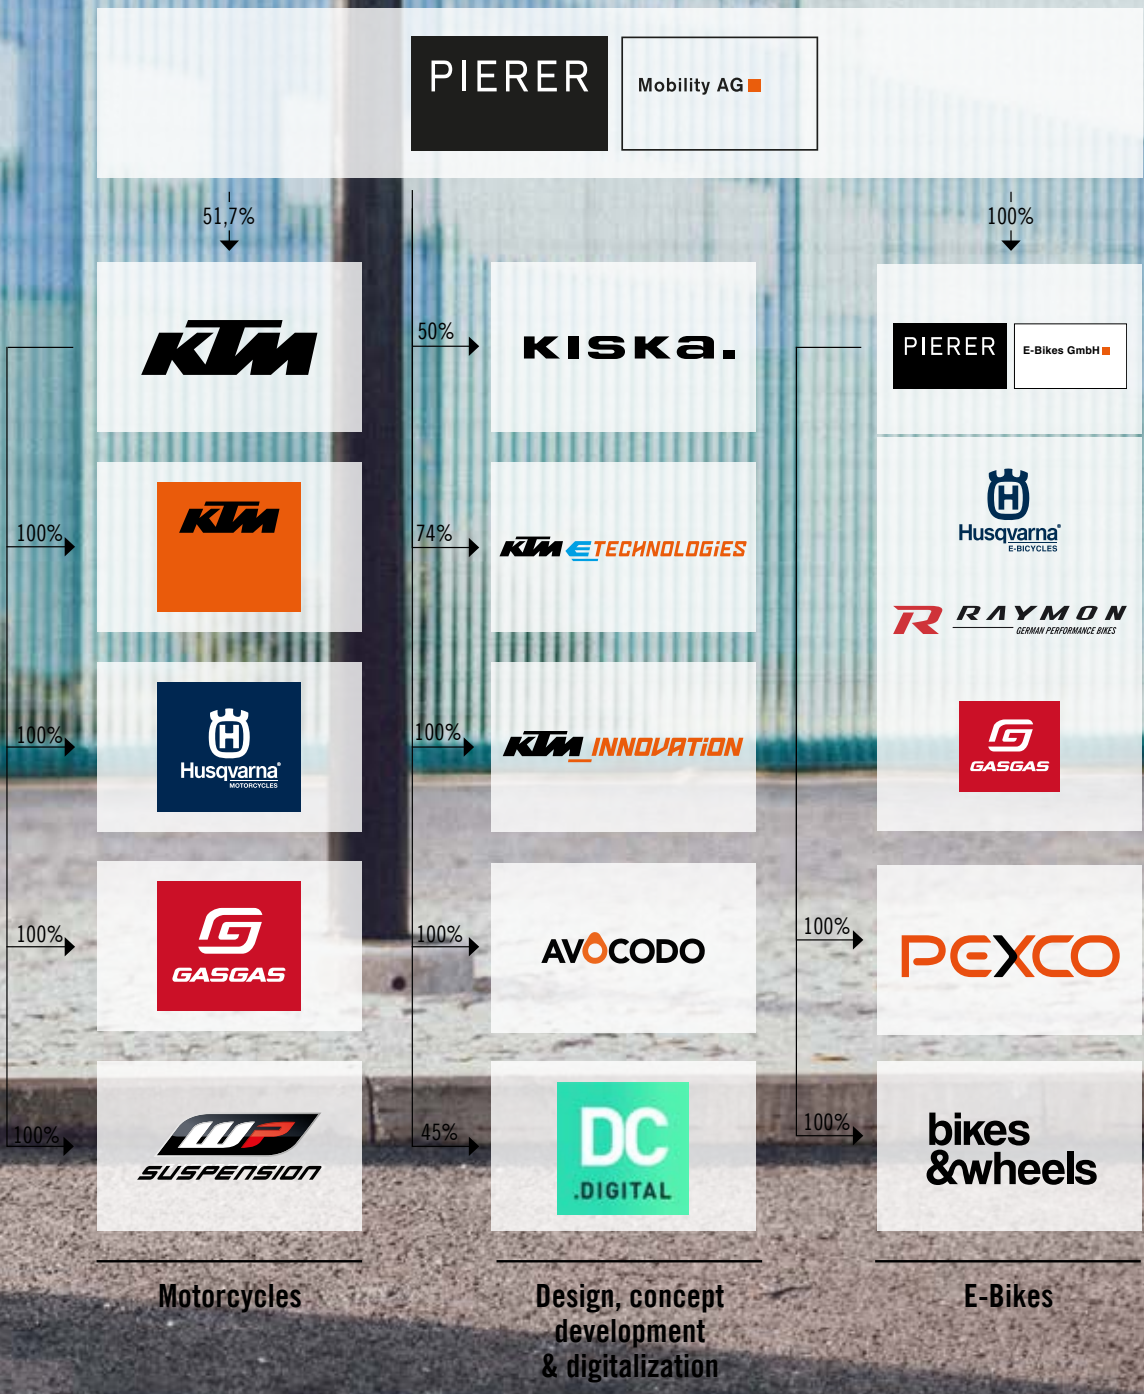 PIERER
Mobility AG
51,7%
100%
KTM
50%
KISKA.
PIERER
E-Bikes GmbH
100%
KTM
74%
KTM E TECHNOLOGIES
Husqvarna®
E-BICYCLES
R RAYMON
GERMAN PERFORMANCE BIKES
100%
Husqvarna®
MOTORCYCLES
100%
KTM INNOVATION
GASGAS
100%
GASGAS
100%
AVOCODO
100%
PEXCO
100%
WP
SUSPENSION
45%
DC
.DIGITAL
100%
bikes
&wheels
Motorcycles
Design, concept
development
& digitalization
E-Bikes